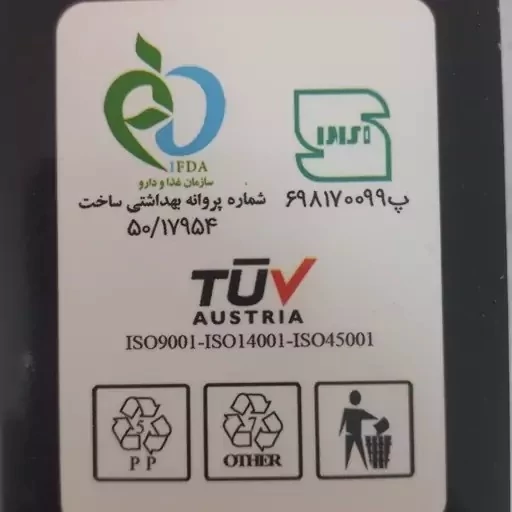 IFDA
سازمان غذا و دارو
شماره پروانه بهداشتی ساخت
۵۰/۱۷۹۵۴
پ۶۹۸۱۷۰۰۹۹
TÜV
AUSTRIA
ISO9001-ISO14001-ISO45001
5
PP
7
OTHER